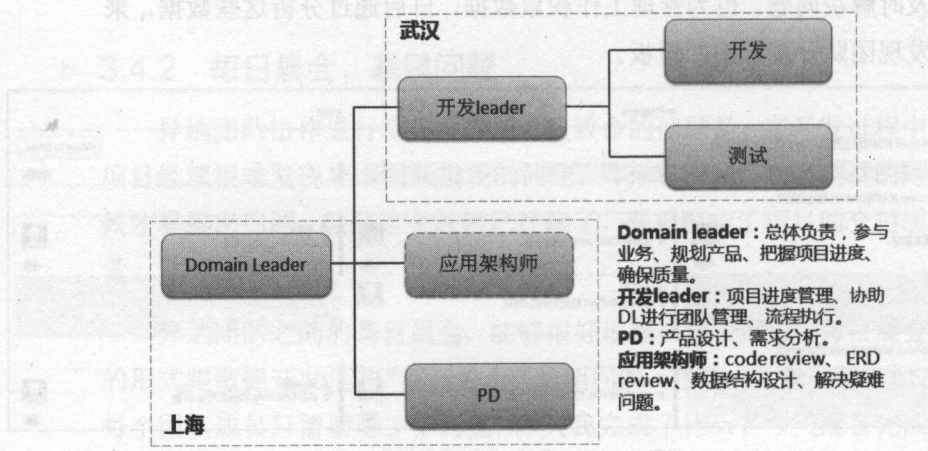 武汉
开发
开发leader
测试
Domain Leader
应用架构师
PD
上海
Domain leader：总体负责，参与
业务、规划产品、把握项目进度、
确保质量。
开发leader：项目进度管理、协助
DL进行团队管理、流程执行。
PD：产品设计、需求分析。
应用架构师：codereview、ERD
review、数据结构设计、解决疑难
问题。